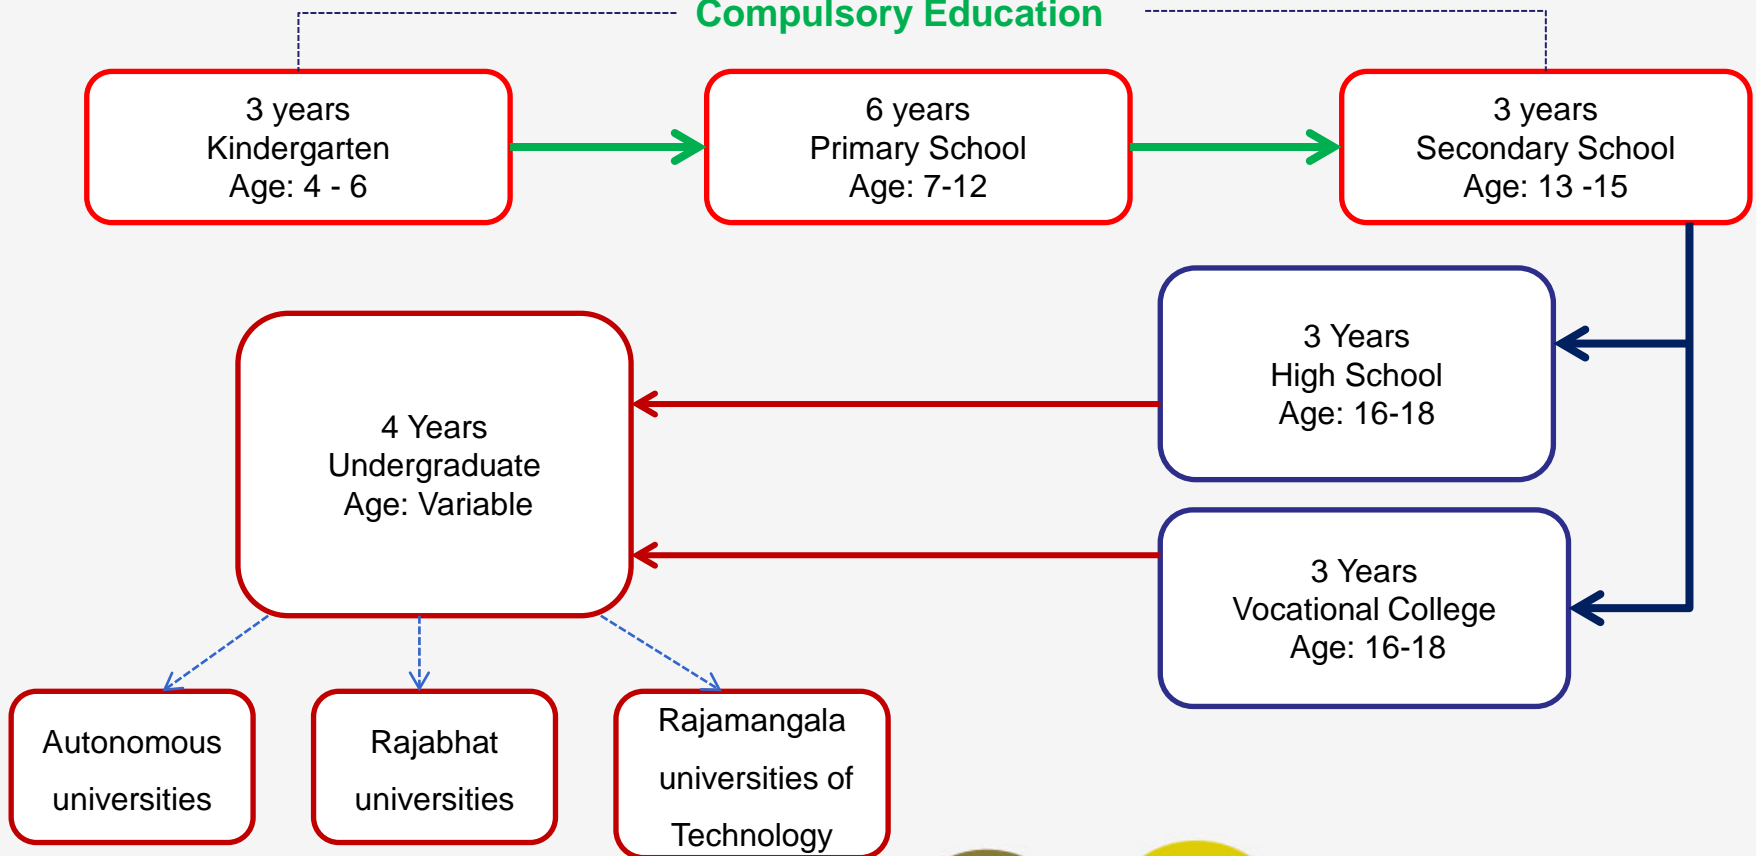 Compulsory Education
3 years
Kindergarten
Age: 4 - 6
6 years
Primary School
Age: 7-12
3 years
Secondary School
Age: 13 -15
3 Years
High School
Age: 16-18
4 Years
Undergraduate
Age: Variable
3 Years
Vocational College
Age: 16-18
Autonomous
universities
Rajabhat
universities
Rajamangala
universities of
Technology